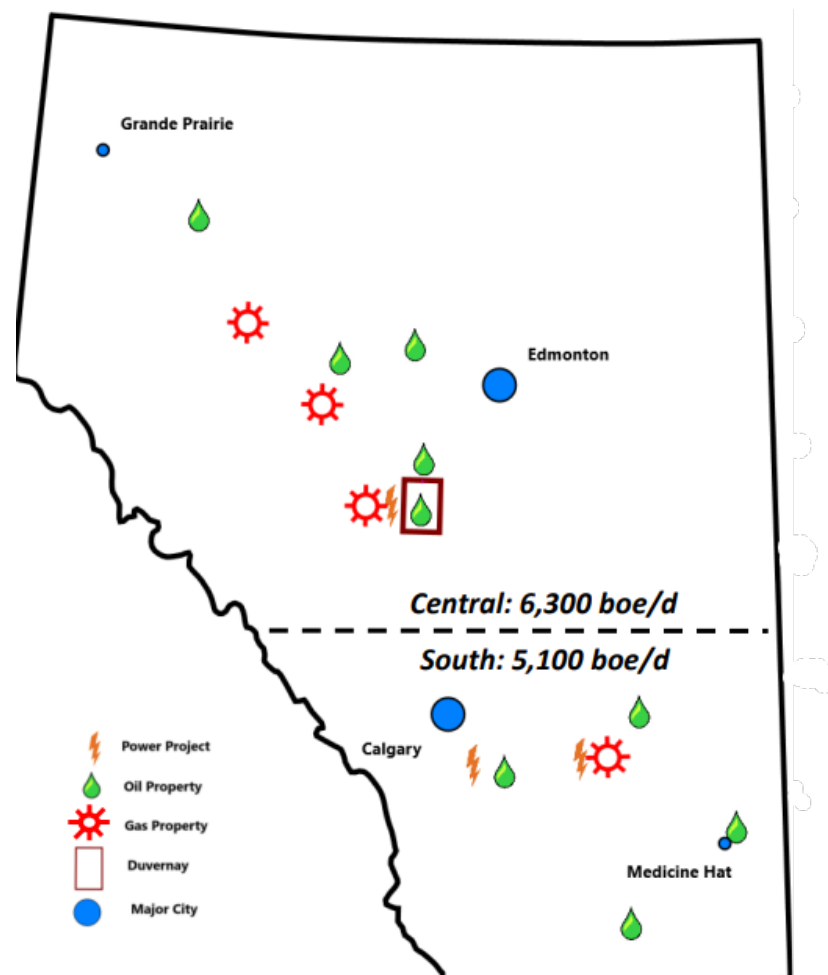 Grande Prairie
Edmonton
Central: 6,300 boe/d
South: 5,100 boe/d
Calgary
Medicine Hat
Power Project
Oil Property
Gas Property
Duvernay
Major City